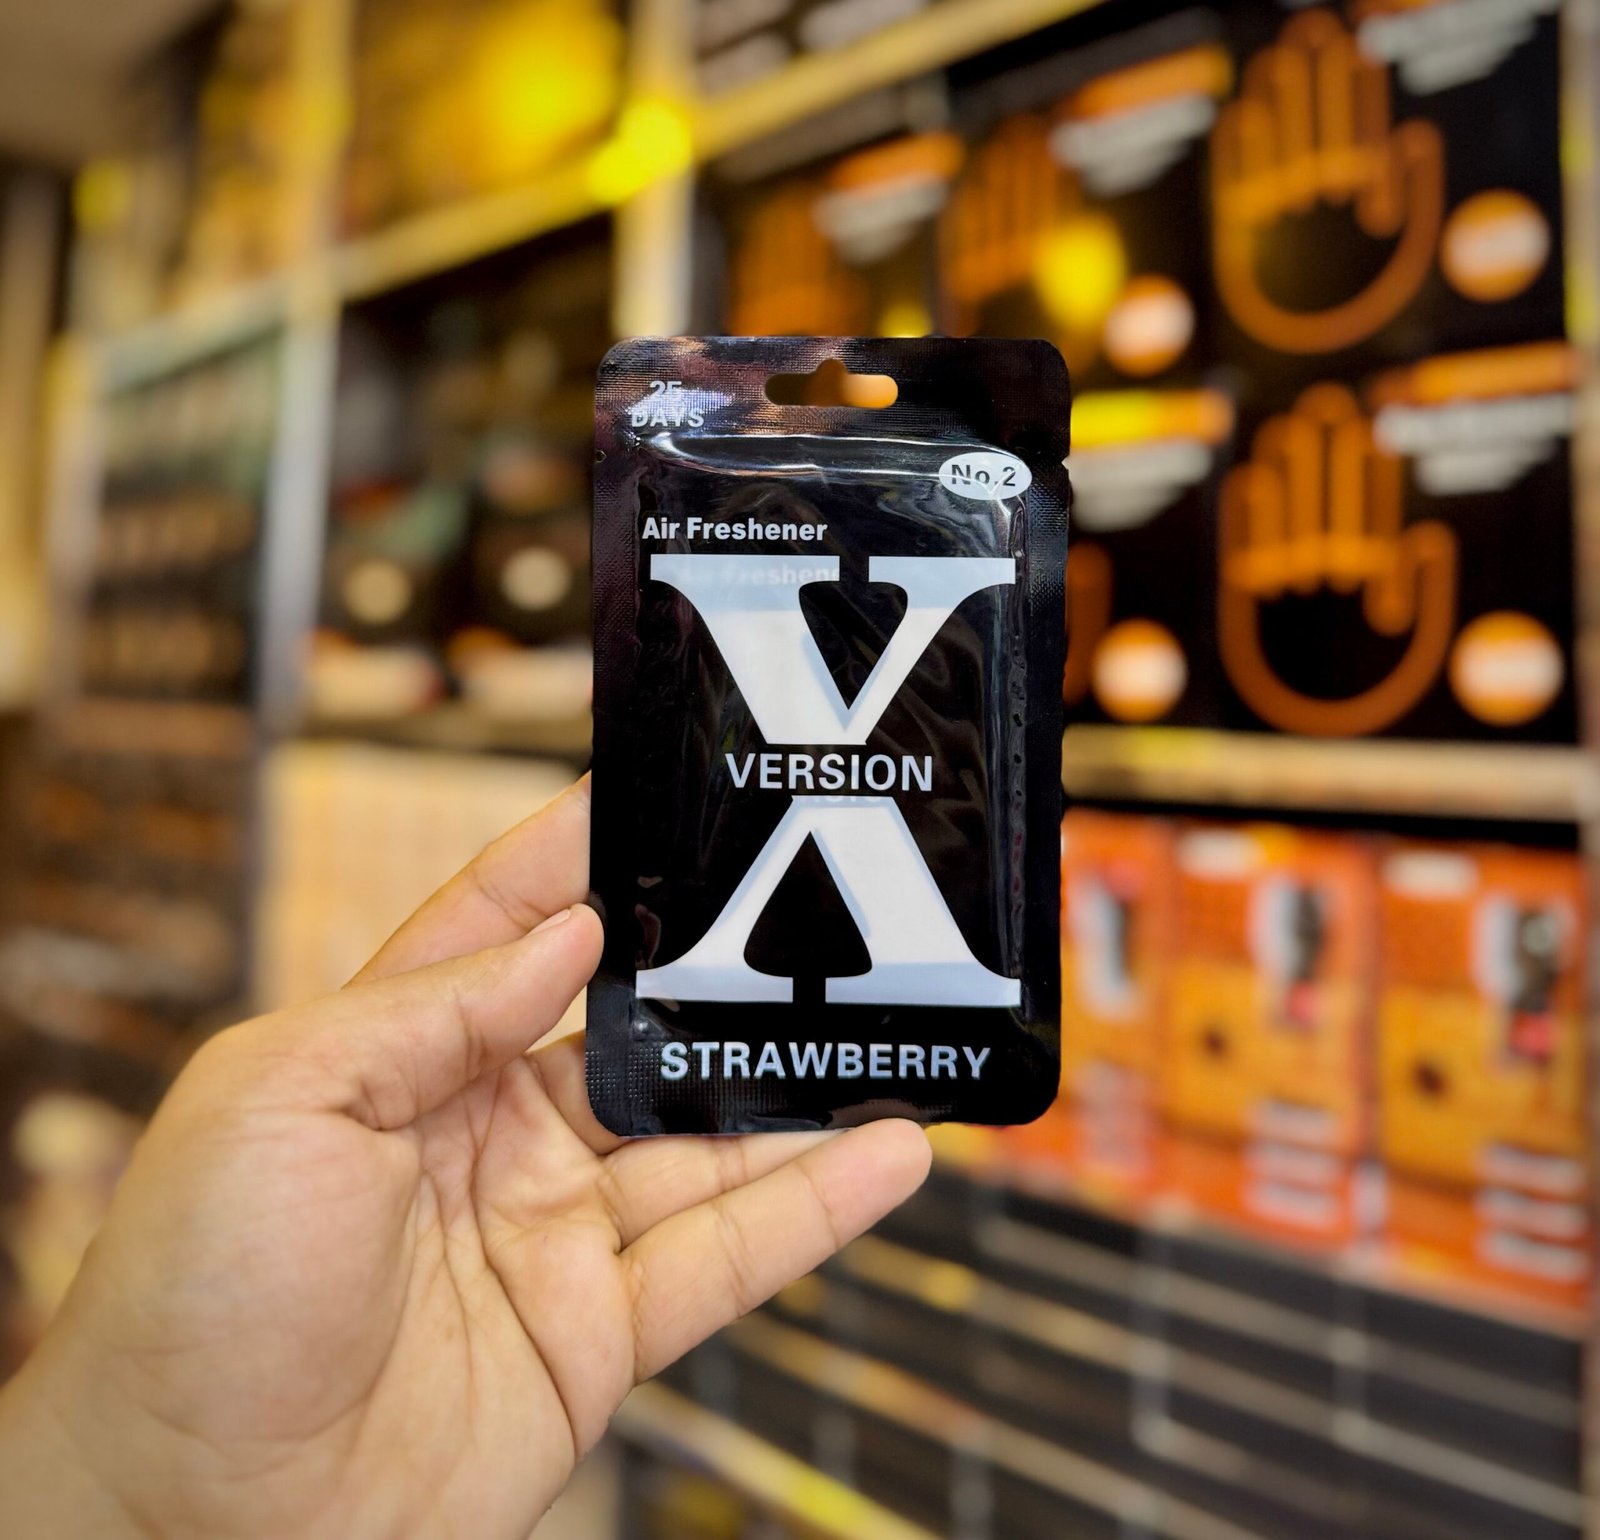 25
DAYS
No.2
Air Freshener
X
VERSION
STRAWBERRY